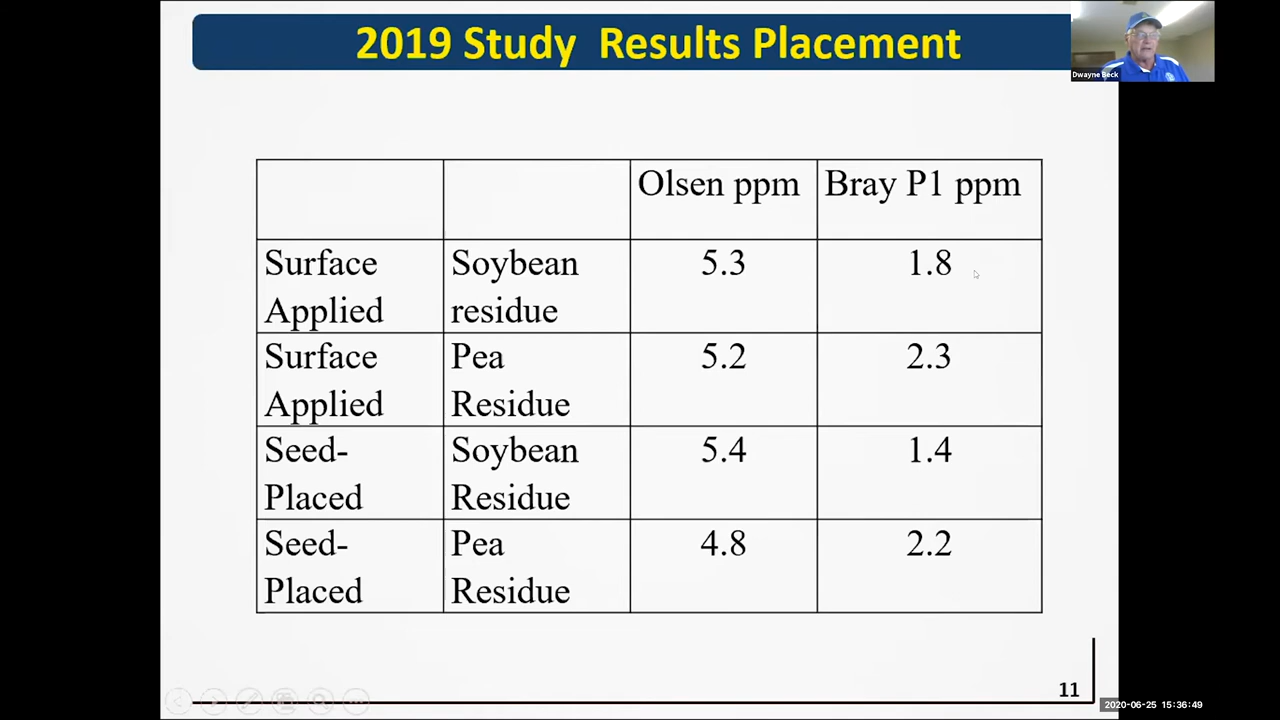 2019 Study Results Placement
Dwayne Beck
Olsen ppm
Bray P1 ppm
Surface
Applied
Soybean
residue
5.3
1.8
Surface
Applied
Pea
Residue
5.2
2.3
Seed-
Placed
Soybean
Residue
5.4
1.4
Seed-
Placed
Pea
Residue
4.8
2.2
11
2020-06-25 15:36:49